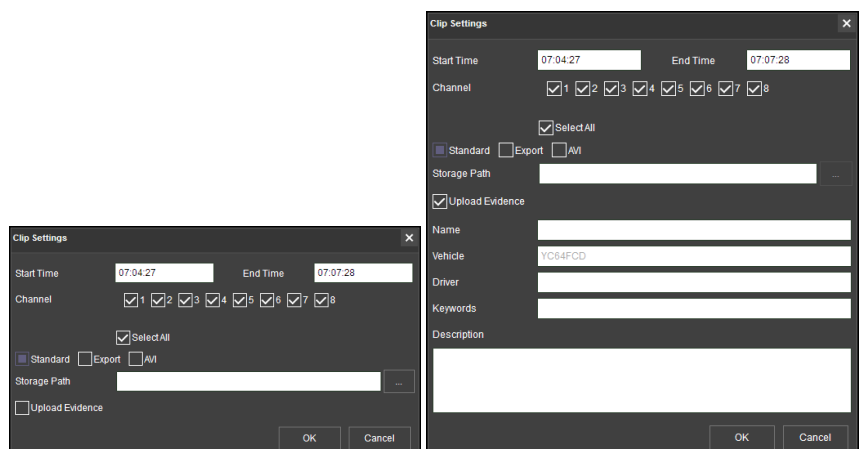 Clip Settings
Start Time 07:04:27 End Time 07:07:28
Channel 1 2 3 4 5 6 7 8
Select All
Standard Export AVI
Storage Path ...
Upload Evidence
OK Cancel
Clip Settings
Start Time 07:04:27 End Time 07:07:28
Channel 1 2 3 4 5 6 7 8
Select All
Standard Export AVI
Storage Path ...
Upload Evidence
Name
Vehicle YC64FCD
Driver
Keywords
Description
OK Cancel